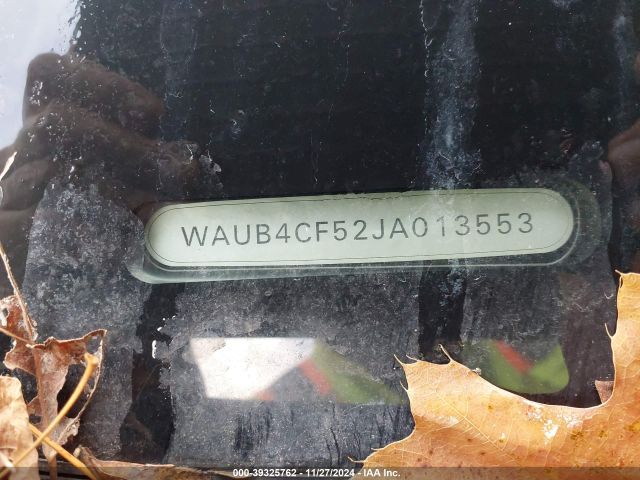 WAUB4CF52JA013553
000-39325762 - 11/27/2024 - IAA Inc.